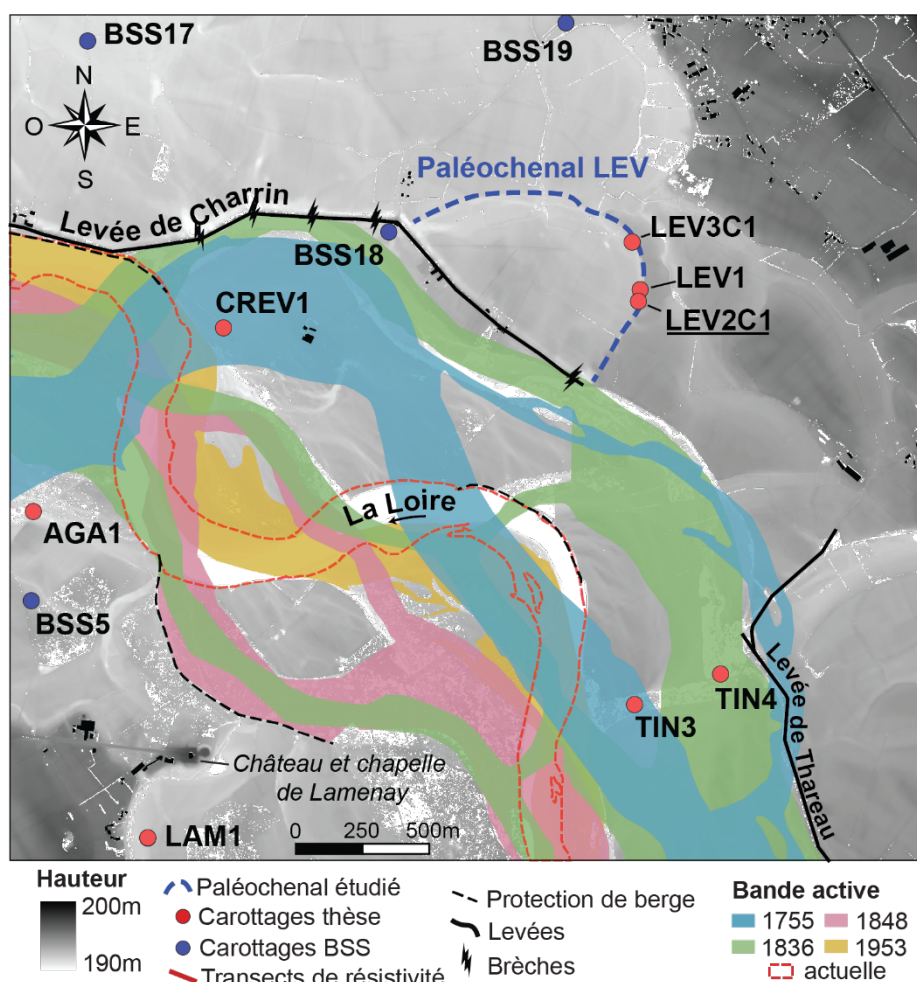 BSS17
BSS19
N
O
E
S
Paléochenal LEV
Levée de Charrin
BSS18
LEV3C1
LEV1
LEV2C1
CREV1
La Loire
AGA1
BSS5
TIN4
TIN3
Levée de Thareau
Château et chapelle
de Lamenay
LAM1
0 250 500m
Hauteur
200m
190m
Paléochenal étudié
Carottages thèse
Carottages BSS
Transects de résistivité
Protection de berge
Levées
Brèches
Bande active
1755 1848
1836 1953
actuelle